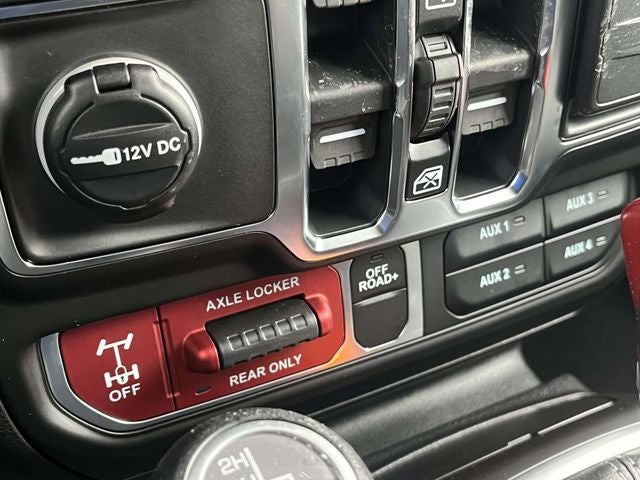 12V DC
AUX 1
AUX 3
AUX 2
AUX 4
OFF
ROAD+
AXLE LOCKER
REAR ONLY
OFF
2H